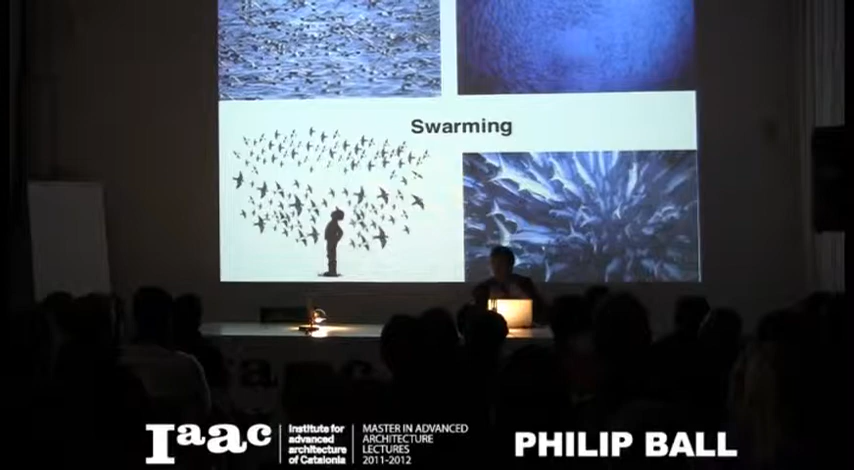 Swarming
Iaac
Institute for
advanced
architecture
of Catalonia
MASTER IN ADVANCED
ARCHITECTURE
LECTURES
2011-2012
PHILIP BALL